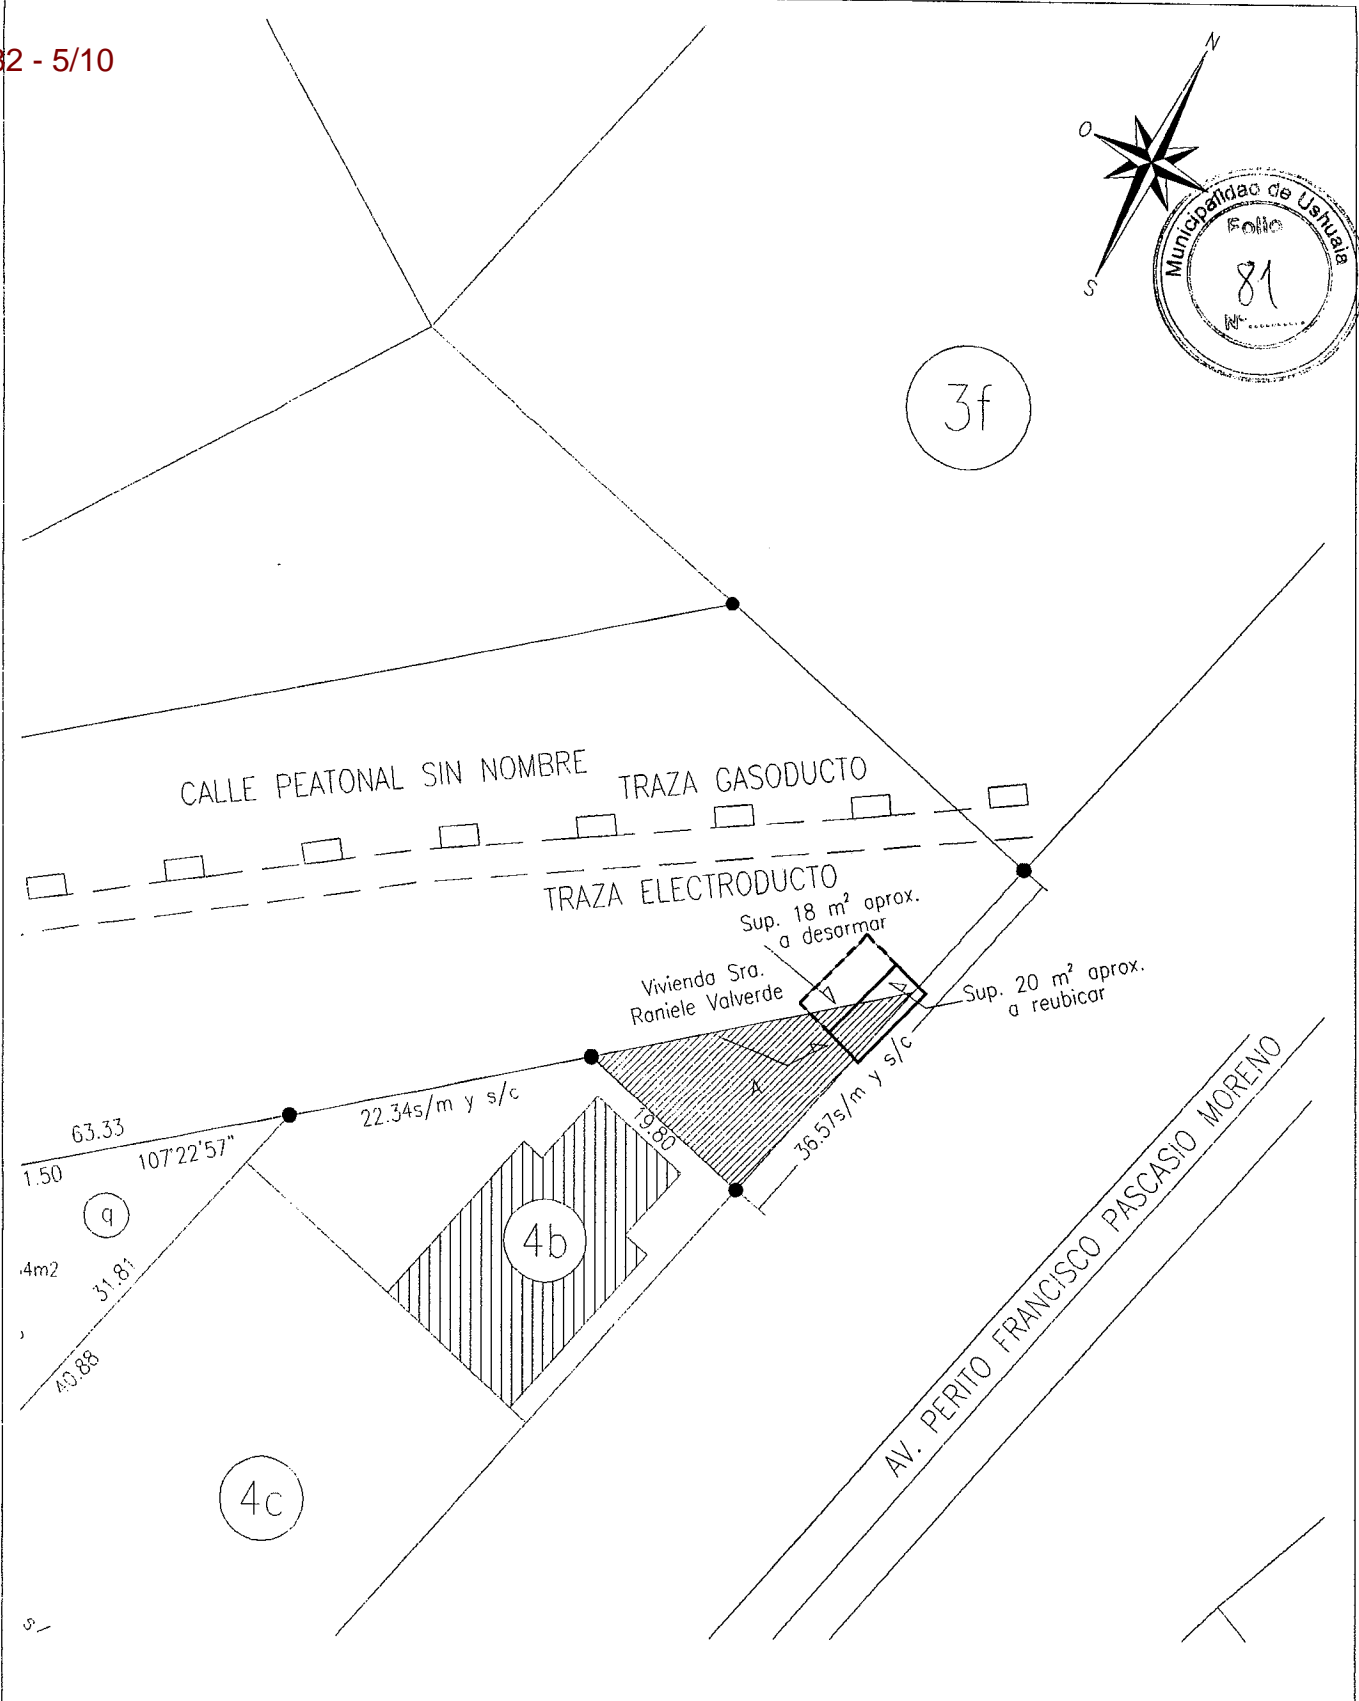 32 - 5/10
N
O
S
Municipalidad de Ushuaia
Folio
81
Nº
3f
CALLE PEATONAL SIN NOMBRE
TRAZA GASODUCTO
TRAZA ELECTRODUCTO
Sup. 18 m² aprox.
a desarmar
Vivienda Sra.
Raniele Valverde
Sup. 20 m² aprox.
a reubicar
A
22.34s/m y s/c
19.80
36.57s/m y s/c
63.33
107°22'57"
1.50
q
4b
.4m2
31.81
40.88
4c
AV. PERITO FRANCISCO PASCASIO MORENO